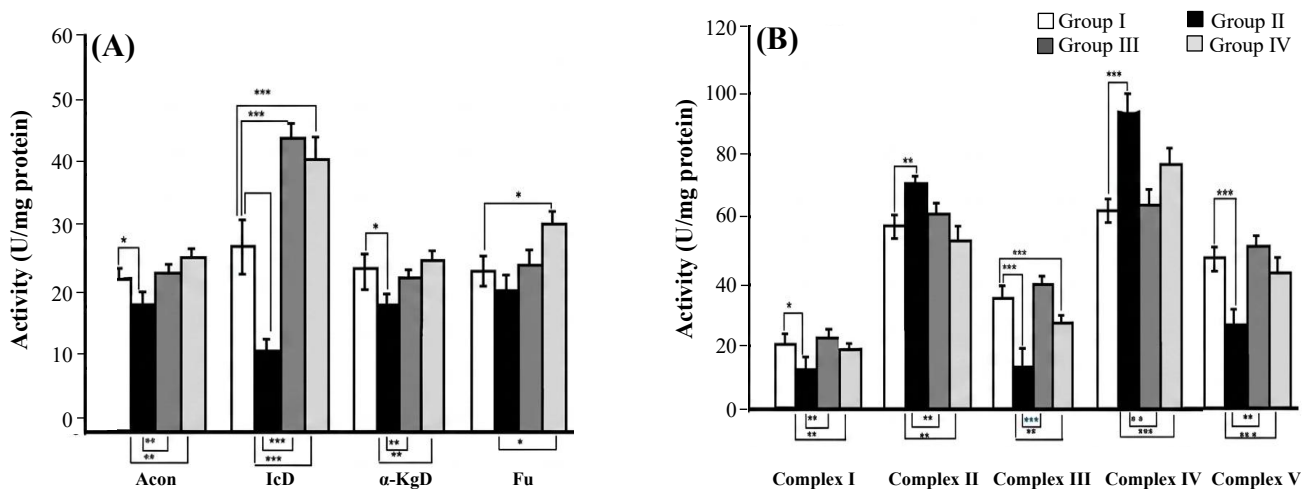 (A)
Activity (U/mg protein)
60
50
40
30
20
10
0
*
***
***
*
*
** *** ** *
** *** **
Acon IcD α-KgD Fu
(B)
Group I Group II
Group III Group IV
Activity (U/mg protein)
120
100
80
60
40
20
0
*
**
***
***
***
***
** ** *** ** **
** ** ** *** ***
Complex I Complex II Complex III Complex IV Complex V